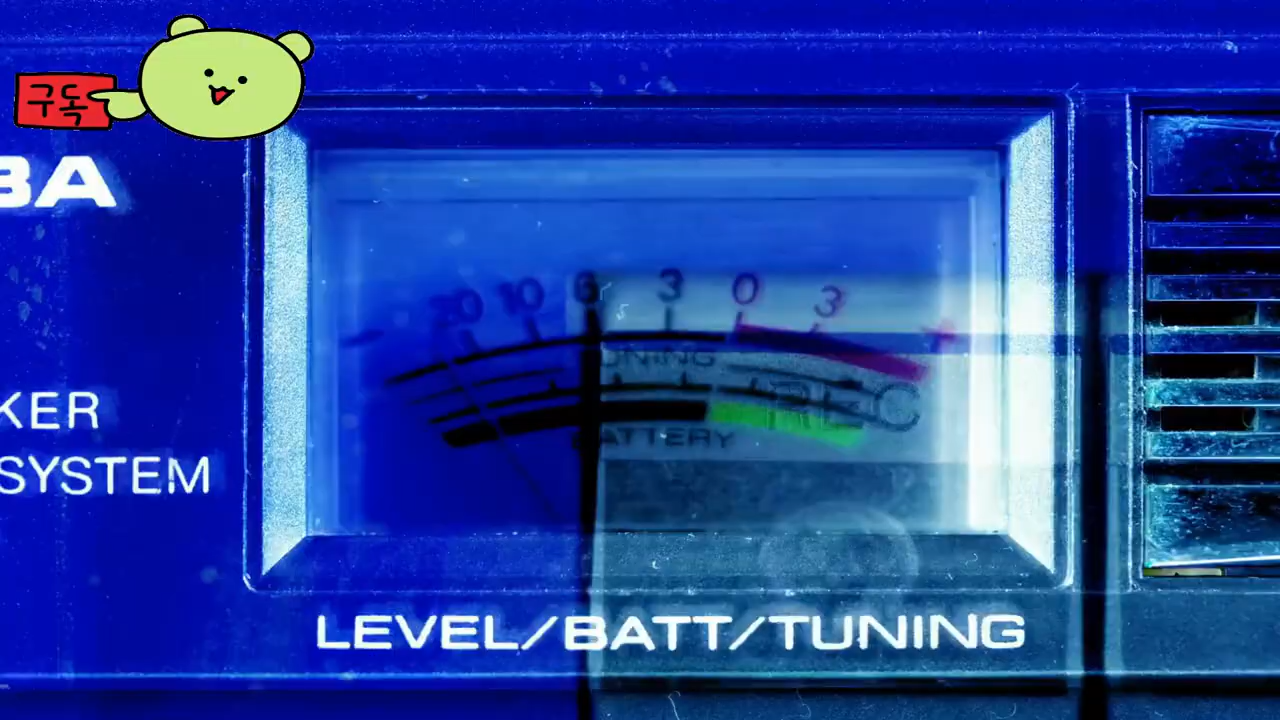 구독
BA
20 10 6 3 0 3 +
TUNING
REC
BATTERY
KER
SYSTEM
LEVEL/BATT/TUNING